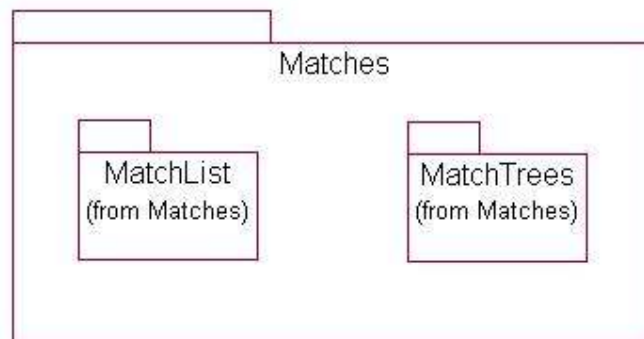 Matches
MatchList
(from Matches)
MatchTrees
(from Matches)